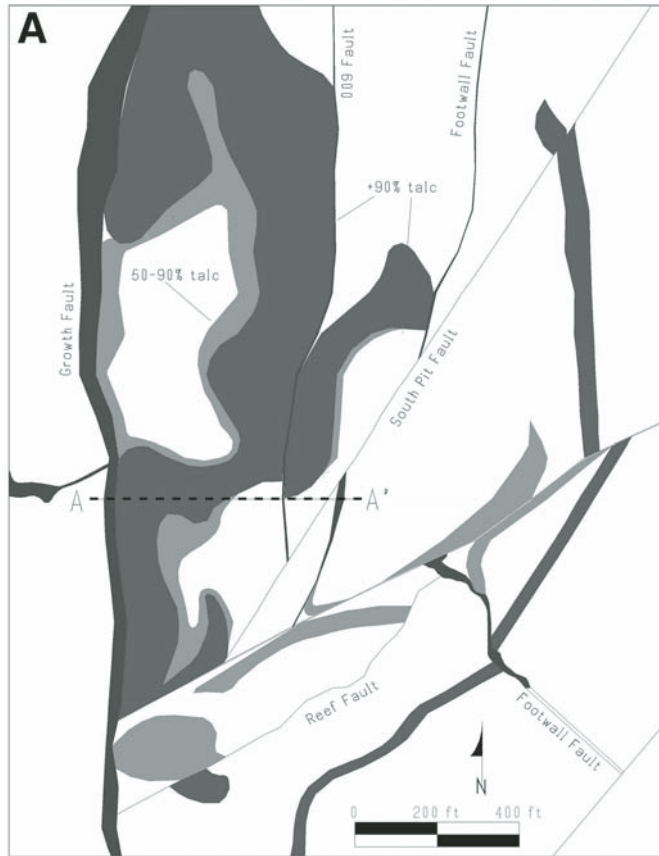 A
009 Fault
Footwall Fault
+90% talc
50-90% talc
Growth Fault
South Pit Fault
A A'
Reef Fault
Footwall Fault
N
0 200 ft 400 ft